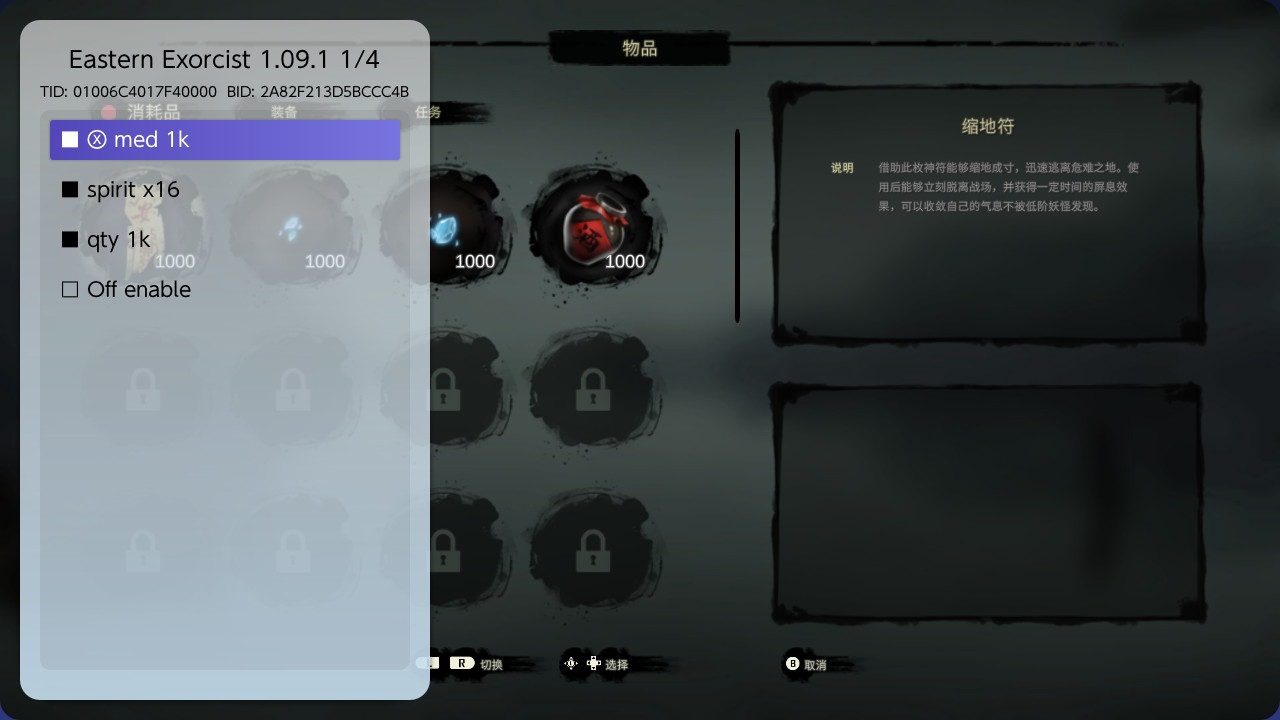 Eastern Exorcist 1.09.1 1/4
TID: 01006C4017F40000 BID: 2A82F213D5BCCC4B
物品
消耗品 装备 任务
X med 1k
spirit x16
qty 1k
Off enable
1000 1000 1000 1000
酒
缩地符
说明 借助此枚神符能够缩地成寸，迅速逃离危难之地。使
用后能够立刻脱离战场，并获得一定时间的屏息效
果，可以收敛自己的气息不被低阶妖怪发现。
L R 切换 选择 B 取消